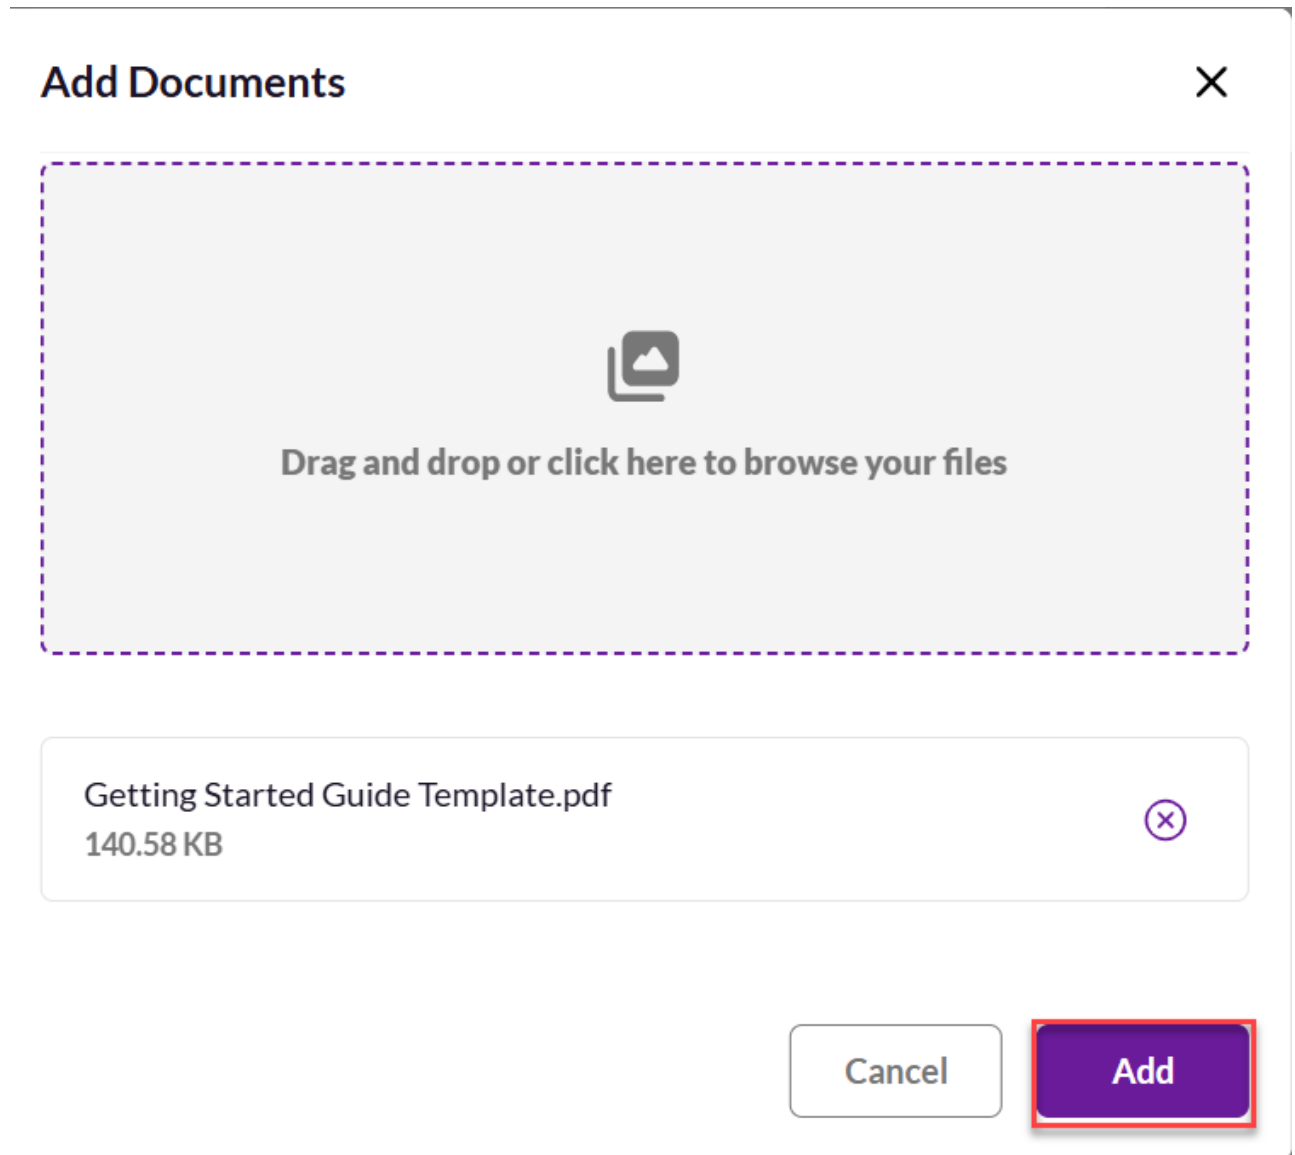 Add Documents
Drag and drop or click here to browse your files
Getting Started Guide Template.pdf
140.58 KB
Cancel
Add